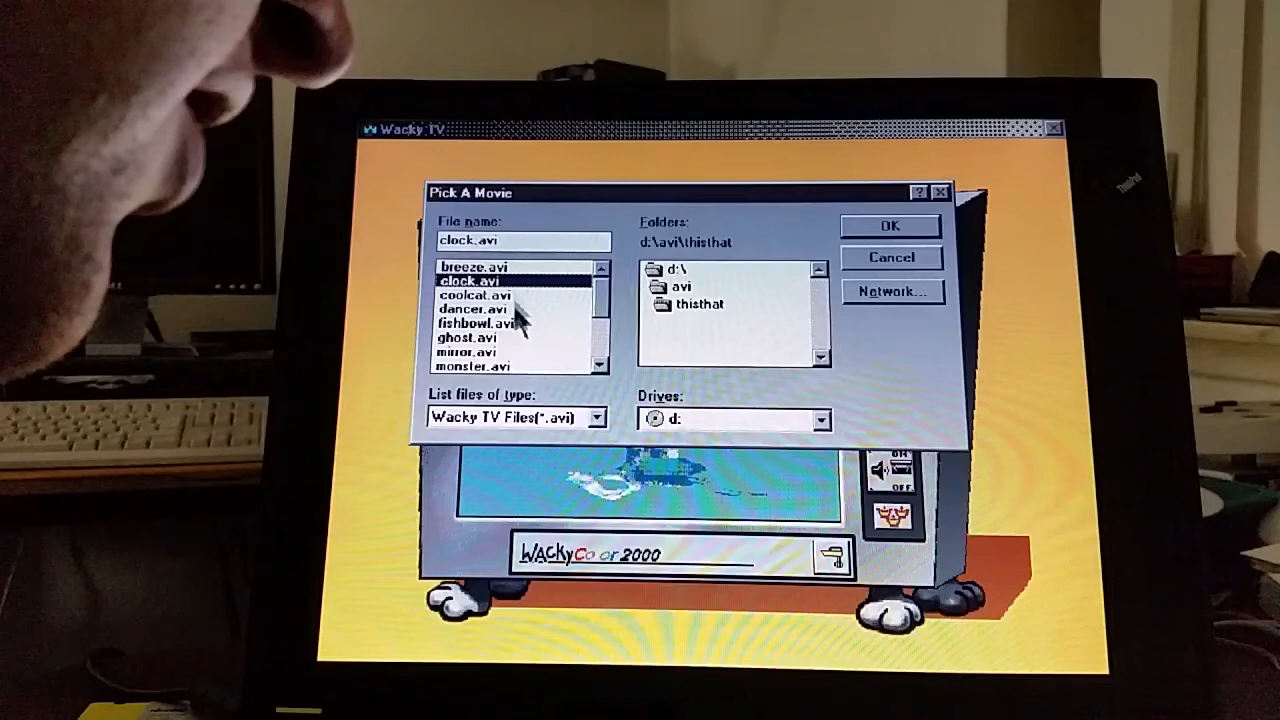 Wacky TV
ThinkPad
Pick A Movie
File name:
clock.avi
breeze.avi
clock.avi
coolcat.avi
dancer.avi
fishbowl.avi
ghost.avi
mirror.avi
monster.avi
List files of type:
Wacky TV Files(*.avi)
Folders:
d:\avi\thisthat
d:\
avi
thisthat
Drives:
d:
OK
Cancel
Network...
ON
OFF
WackyColor 2000